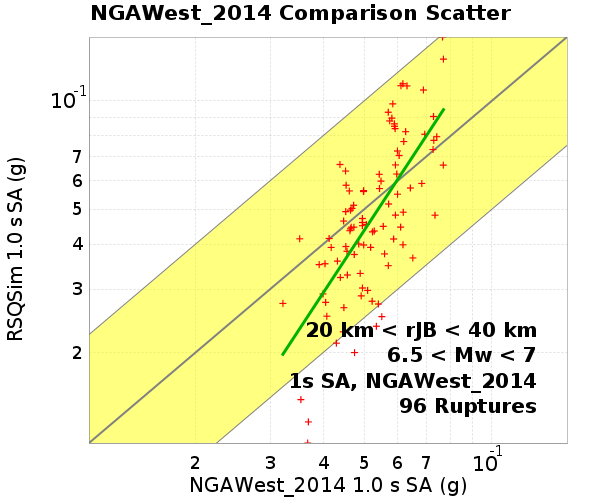 NGAWest_2014 Comparison Scatter
RSQSim 1.0 s SA (g)
10-1
7
6
5
4
3
2
20 km < rJB < 40 km
6.5 < Mw < 7
1s SA, NGAWest_2014
96 Ruptures
2 3 4 5 6 7 10-1
NGAWest_2014 1.0 s SA (g)